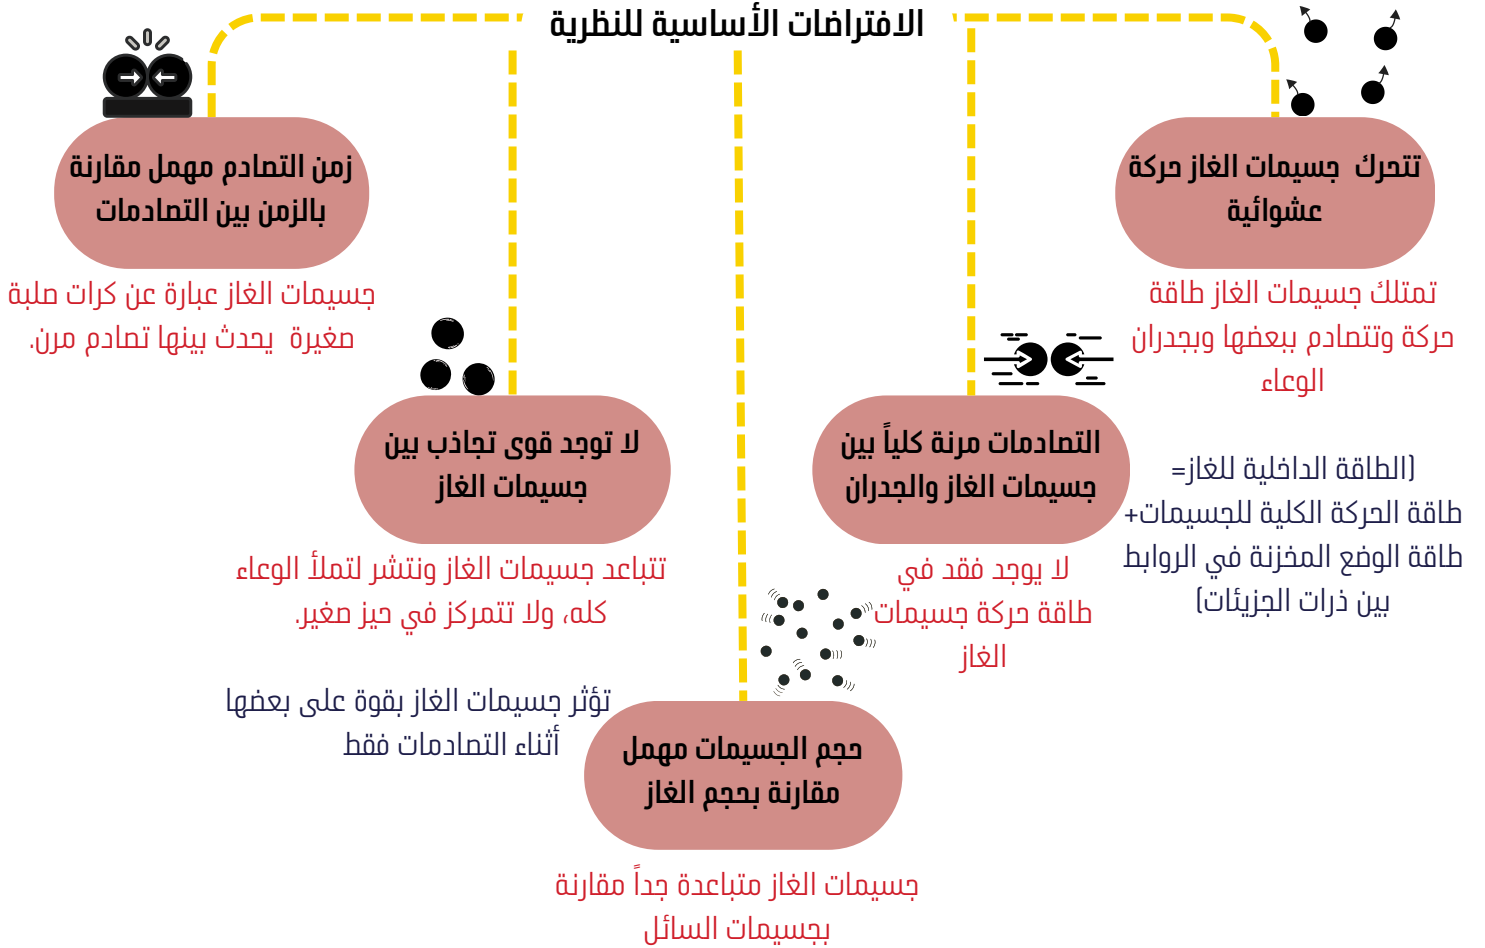 الافتراضات الأساسية للنظرية
تتحرك جسيمات الغاز حركة
عشوائية
تمتلك جسيمات الغاز طاقة
حركة وتتصادم ببعضها وبجدران
الوعاء
(الطاقة الداخلية للغاز=
طاقة الحركة الكلية للجسيمات+
طاقة الوضع المخزنة في الروابط
بين ذرات الجزيئات)
التصادمات مرنة كلياً بين
جسيمات الغاز والجدران
لا يوجد فقد في
طاقة حركة جسيمات
الغاز
حجم الجسيمات مهمل
مقارنة بحجم الغاز
جسيمات الغاز متباعدة جداً مقارنة
بجسيمات السائل
لا توجد قوى تجاذب بين
جسيمات الغاز
تتباعد جسيمات الغاز ونتشر لتملأ الوعاء
كله، ولا تتمركز في حيز صغير.
تؤثر جسيمات الغاز بقوة على بعضها
أثناء التصادمات فقط
زمن التصادم مهمل مقارنة
بالزمن بين التصادمات
جسيمات الغاز عبارة عن كرات صلبة
صغيرة يحدث بينها تصادم مرن.